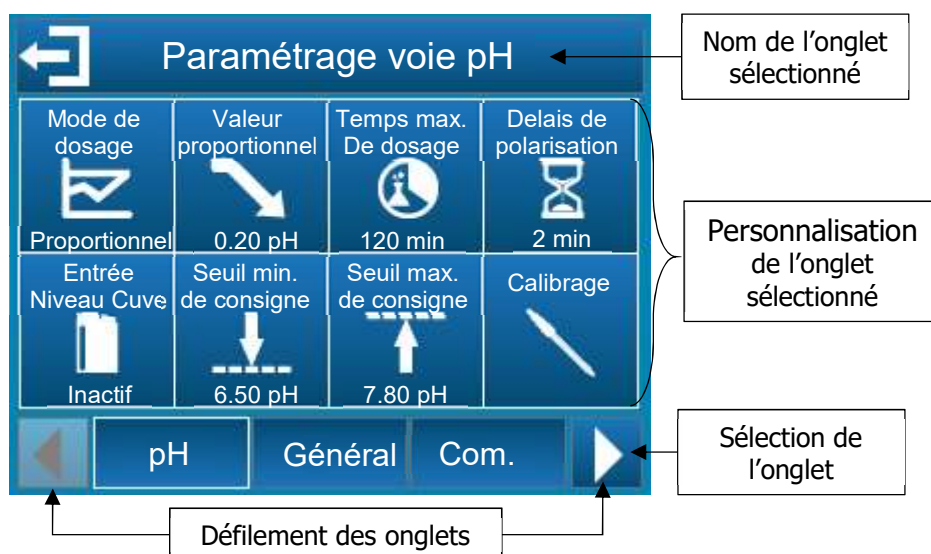 Paramétrage voie pH
Nom de l'onglet
sélectionné
Mode de
dosage
Proportionnel
Valeur
proportionnel
0.20 pH
Temps max.
De dosage
120 min
Delais de
polarisation
2 min
Entrée
Niveau Cuve
Inactif
Seuil min.
de consigne
6.50 pH
Seuil max.
de consigne
7.80 pH
Calibrage
Personnalisation
de l'onglet
sélectionné
pH
Général
Com.
Sélection de
l'onglet
Défilement des onglets